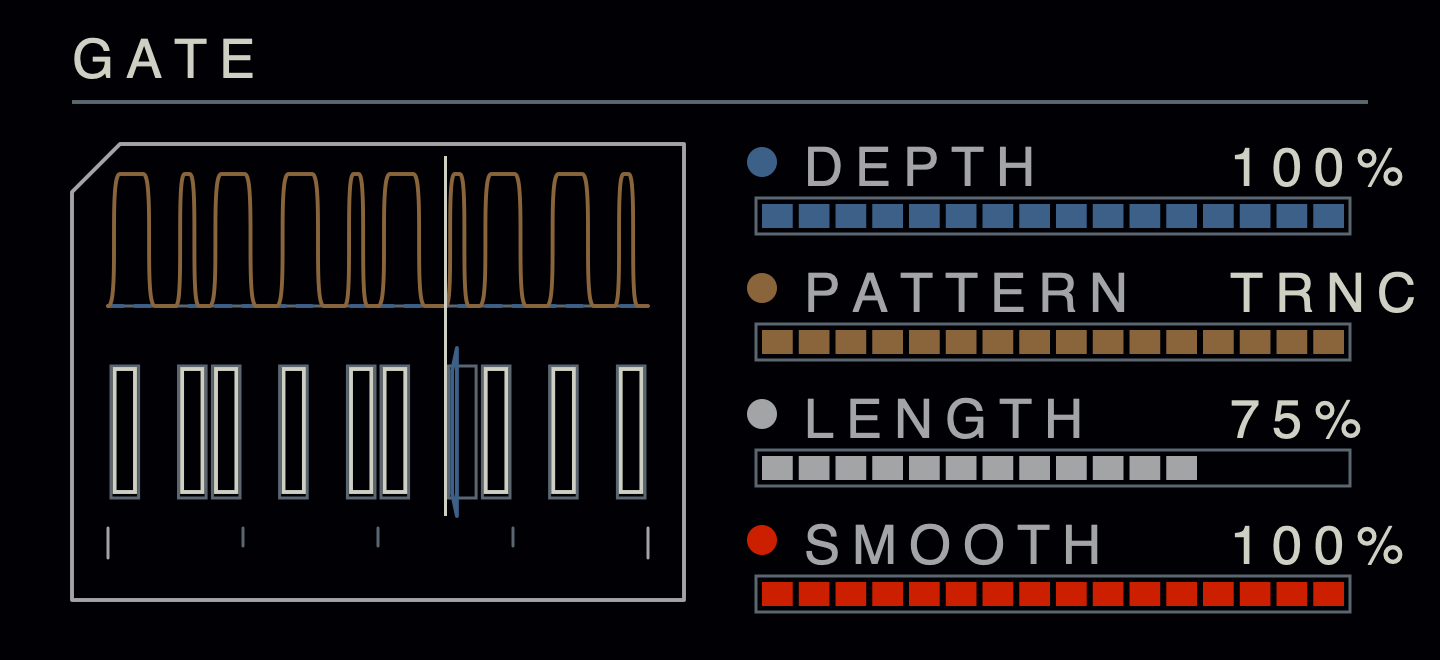 GATE
DEPTH 100%
PATTERN TRNC
LENGTH 75%
SMOOTH 100%